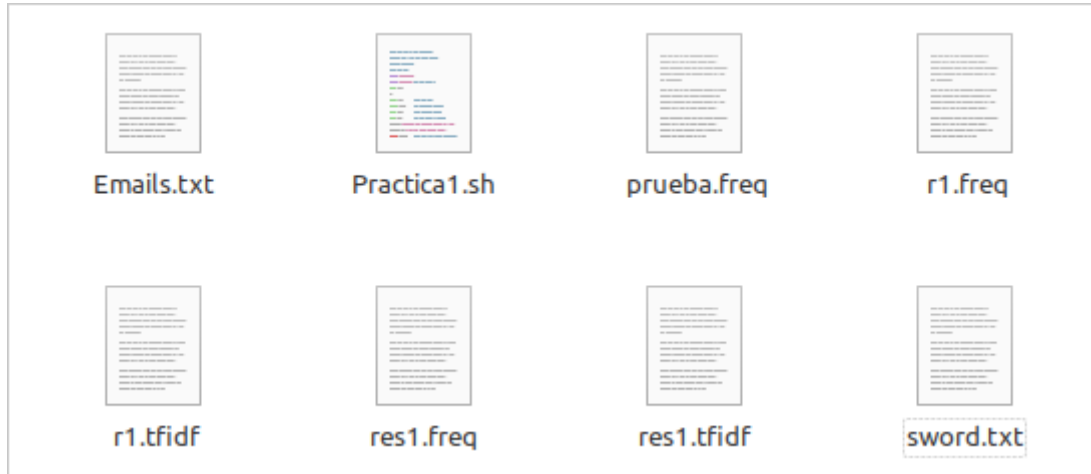 Emails.txt
Practica1.sh
prueba.freq
r1.freq
r1.tfidf
res1.freq
res1.tfidf
sword.txt